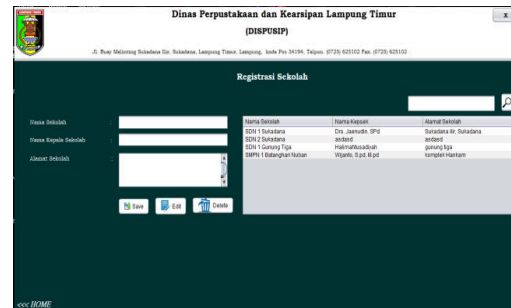 Dinas Perpustakaan dan Kearsipan Lampung Timur
x
(DISPUSIP)
Jl. Buay Melinting Sukadana Ilir, Sukadana, Lampung Timur, Lampung, kode Pos 34194, Telpon. (0725) 625102 Fax. (0725) 625102
Registrasi Sekolah
Nama Sekolah :
Nama Kepala Sekolah :
Alamat Sekolah :
Nama Sekolah Nama Kepsek Alamat Sekolah
SDN 1 Sukadana Drs. Jaenudin, SPd Sukadana ilir, Sukadana
SDN 2 Sukadana asdasd asdasd
SDN 1 Gunung Tiga Halimahtusadiyah gunung tiga
SMPN 1 Batanghari Nuban Wijanto, S.pd, M.pd komplek Hankam
Save Edit Delete
<<< HOME